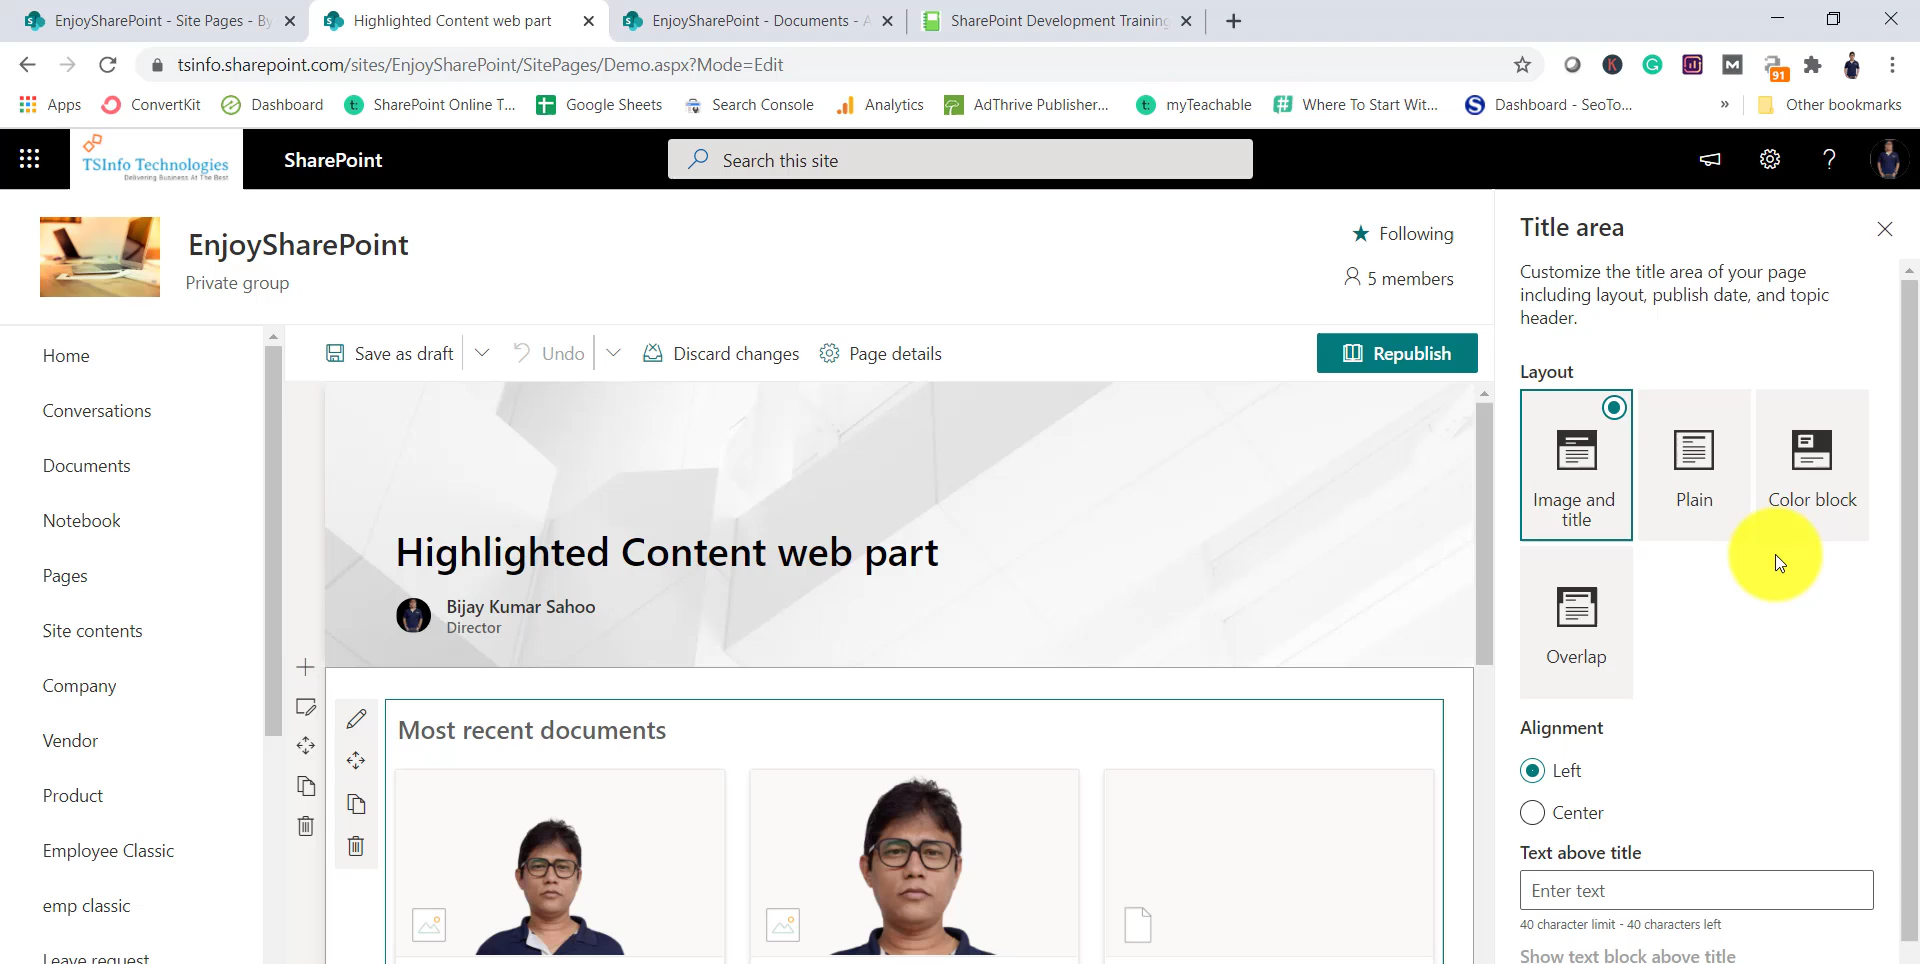 EnjoySharePoint - Site Pages - By
Highlighted Content web part
EnjoySharePoint - Documents - A
SharePoint Development Training
tsinfo.sharepoint.com/sites/EnjoySharePoint/SitePages/Demo.aspx?Mode=Edit
91
Apps
ConvertKit
Dashboard
SharePoint Online T...
Google Sheets
Search Console
Analytics
AdThrive Publisher...
myTeachable
Where To Start Wit...
Dashboard - SeoTo...
»
Other bookmarks
TSInfo Technologies
Delivering Business At The Best
SharePoint
Search this site
EnjoySharePoint
Private group
Following
5 members
Home
Conversations
Documents
Notebook
Pages
Site contents
Company
Vendor
Product
Employee Classic
emp classic
Leave request
Save as draft
Undo
Discard changes
Page details
Republish
Highlighted Content web part
Bijay Kumar Sahoo
Director
Most recent documents
Title area
Customize the title area of your page
including layout, publish date, and topic
header.
Layout
Image and
title
Plain
Color block
Overlap
Alignment
Left
Center
Text above title
Enter text
40 character limit - 40 characters left
Show text block above title